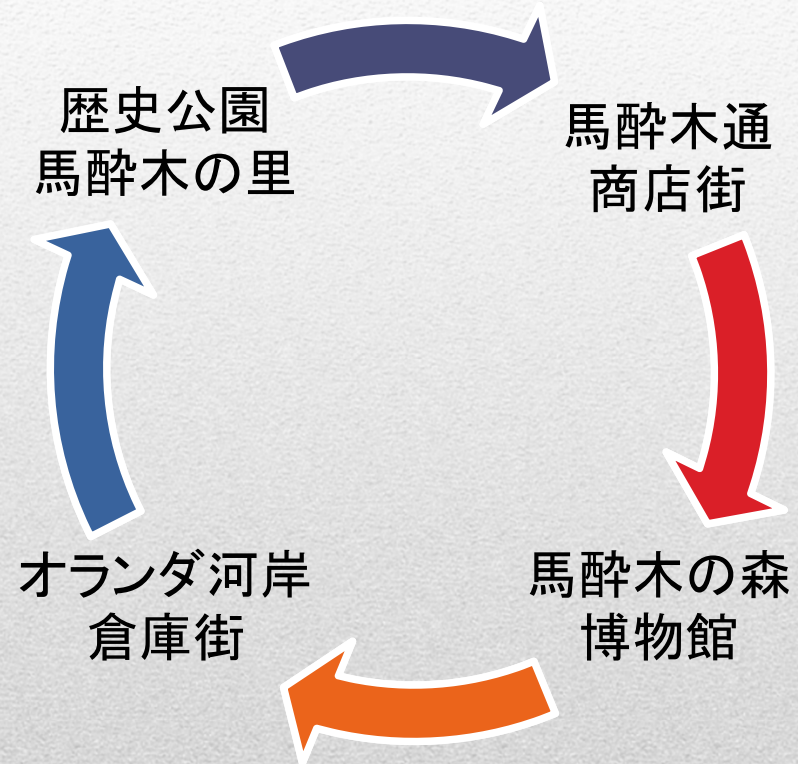 歴史公園
馬酔木の里
馬酔木通
商店街
馬酔木の森
博物館
オランダ河岸
倉庫街